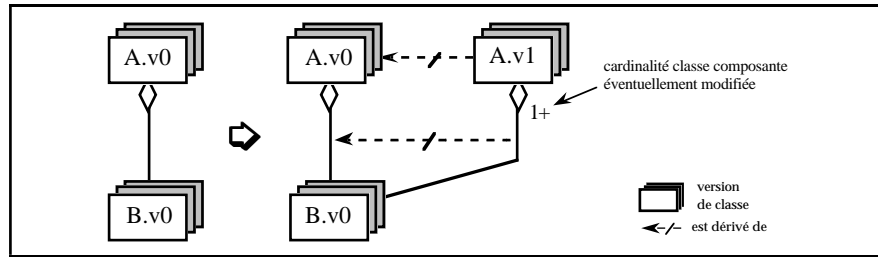 A.v0
A.v0
A.v1
cardinalité classe composante
éventuellement modifiée
1+
B.v0
B.v0
version
de classe
est dérivé de